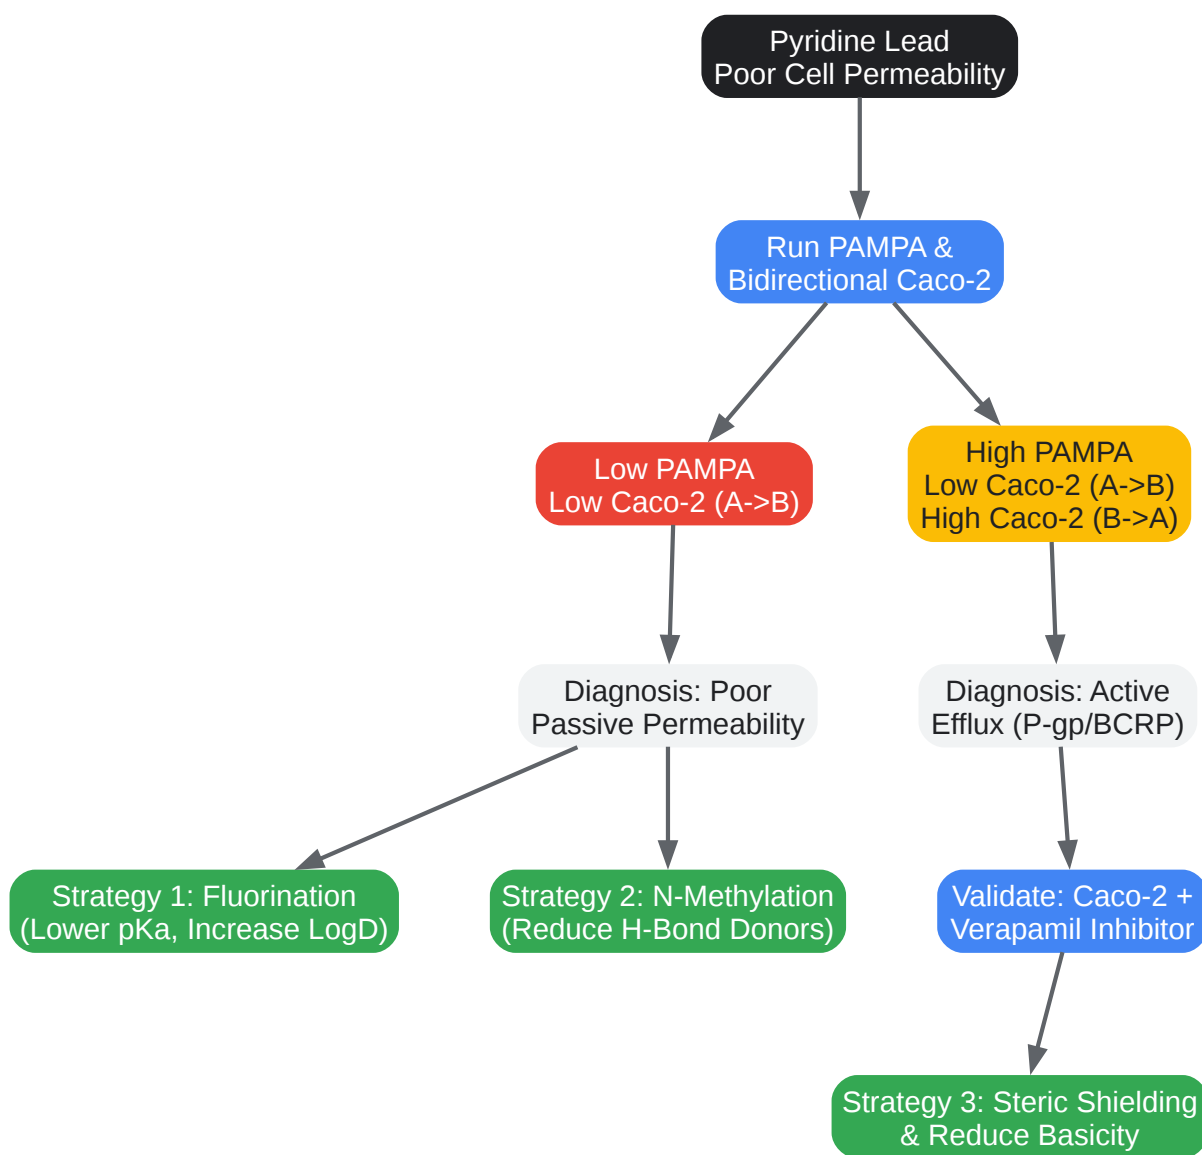 Pyridine Lead
Poor Cell Permeability
Run PAMPA &
Bidirectional Caco-2
Low PAMPA
Low Caco-2 (A->B)
High PAMPA
Low Caco-2 (A->B)
High Caco-2 (B->A)
Diagnosis: Poor
Passive Permeability
Diagnosis: Active
Efflux (P-gp/BCRP)
Strategy 1: Fluorination
(Lower pKa, Increase LogD)
Strategy 2: N-Methylation
(Reduce H-Bond Donors)
Validate: Caco-2 +
Verapamil Inhibitor
Strategy 3: Steric Shielding
& Reduce Basicity